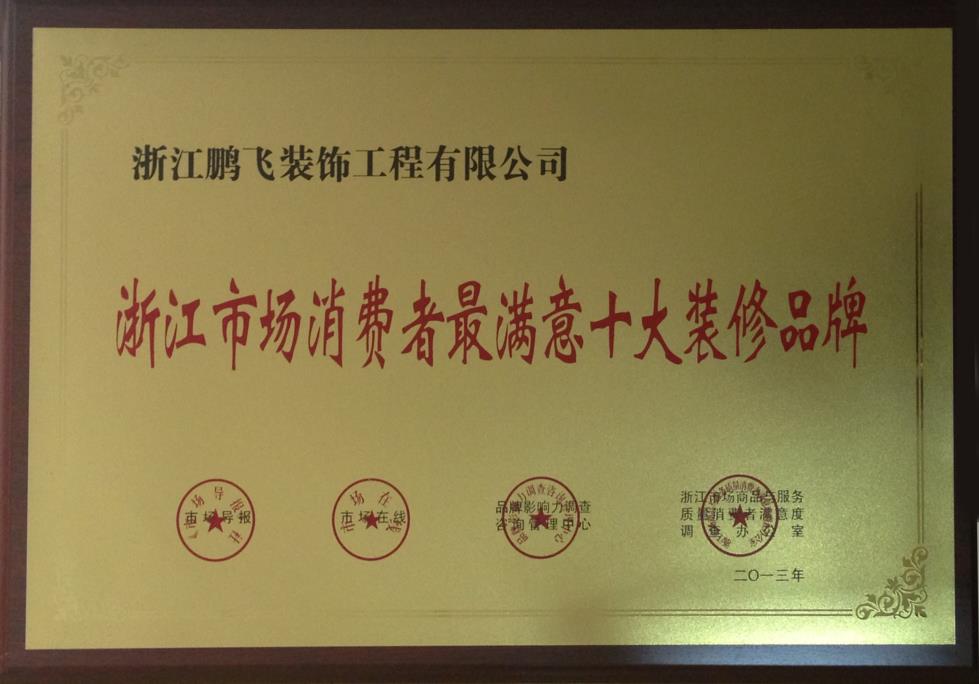 浙江鹏飞装饰工程有限公司
浙江市场消费者最满意十大装修品牌
市场导报
市场在线
品牌影响力调查
咨询管理中心
浙江市场商品与服务
质量消费者满意度
调查办公室
二〇一三年